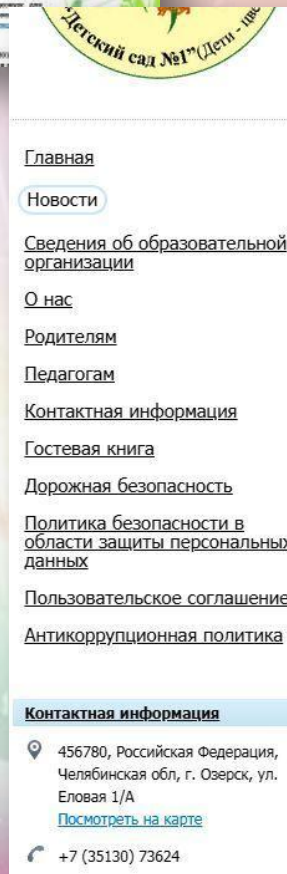 "Детский сад №1"(Дети -
Главная
Новости
Сведения об образовательной
организации
О нас
Родителям
Педагогам
Контактная информация
Гостевая книга
Дорожная безопасность
Политика безопасности в
области защиты персональных
данных
Пользовательское соглашение
Антикоррупционная политика
Контактная информация
456780, Российская Федерация,
Челябинская обл, г. Озерск, ул.
Еловая 1/А
Посмотреть на карте
+7 (35130) 73624